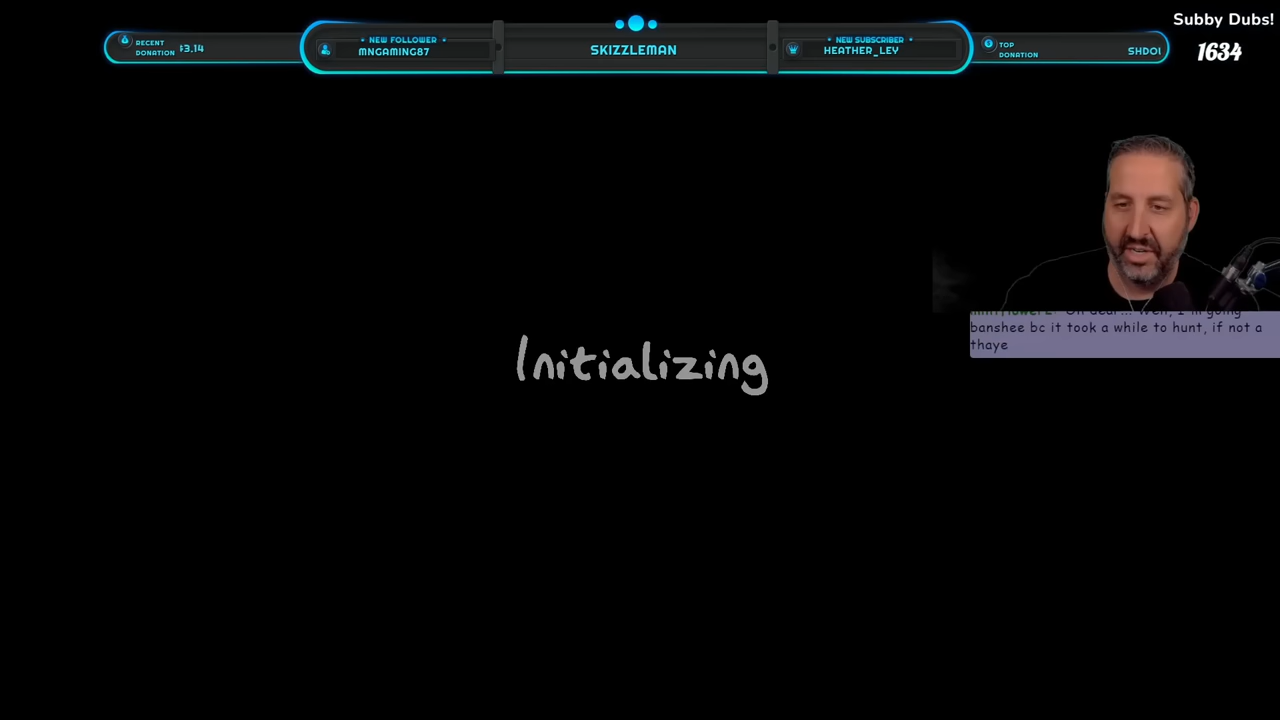 Subby Dubs!
1634
RECENT
DONATION
$3.14
NEW FOLLOWER
MNGAMING87
SKIZZLEMAN
NEW SUBSCRIBER
HEATHER_LEY
TOP
DONATION
banshee bc it took a while to hunt, if not a
thaye
Initializing